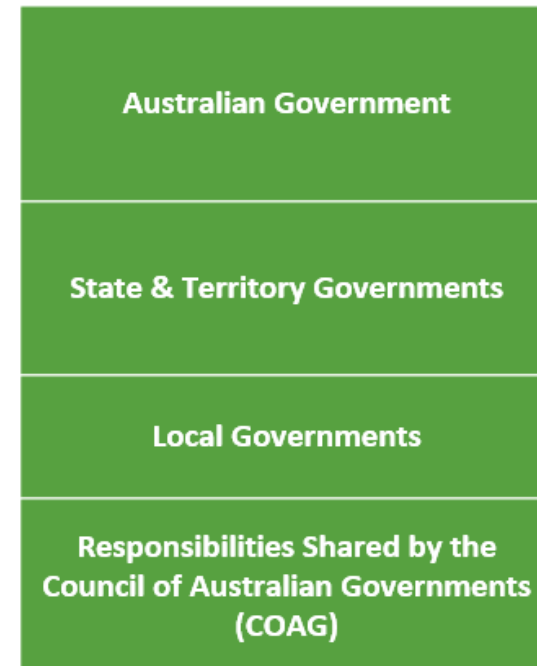 Australian Government
State & Territory Governments
Local Governments
Responsibilities Shared by the
Council of Australian Governments
(COAG)